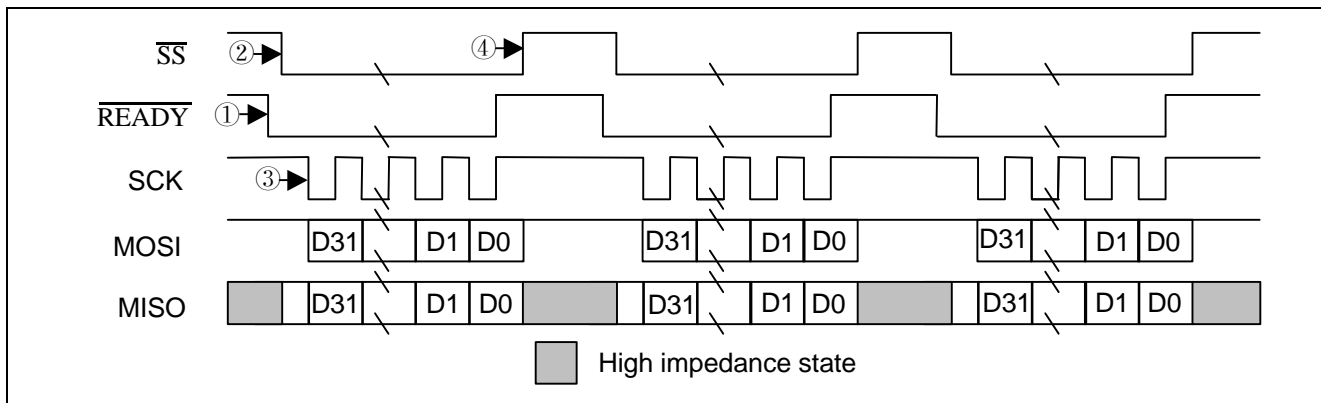 SS ② ④
READY ①
SCK ③
MOSI D31 D1 D0 D31 D1 D0 D31 D1 D0
MISO D31 D1 D0 D31 D1 D0 D31 D1 D0
High impedance state